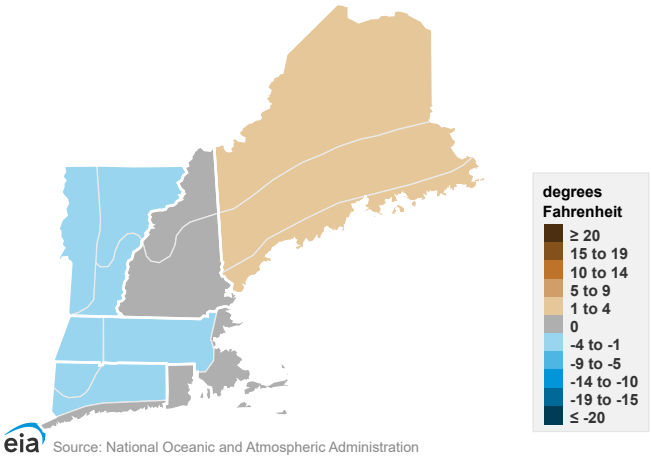 degrees
Fahrenheit
≥ 20
15 to 19
10 to 14
5 to 9
1 to 4
0
-4 to -1
-9 to -5
-14 to -10
-19 to -15
≤ -20
eia
Source: National Oceanic and Atmospheric Administration